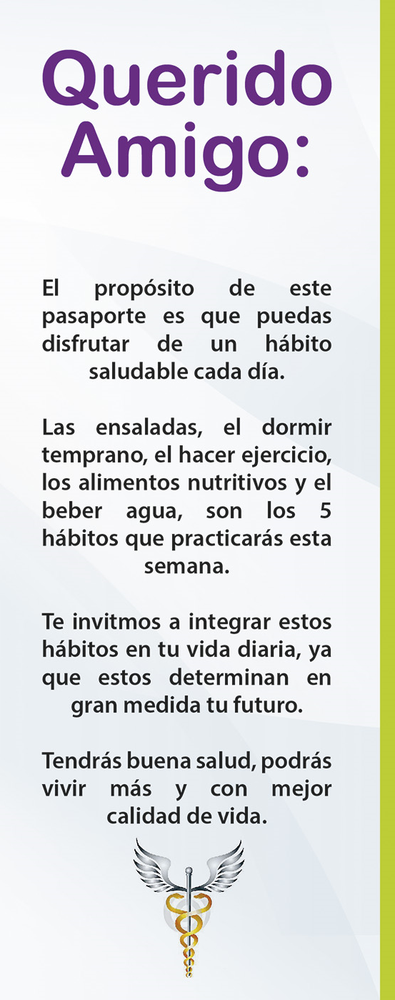 Querido
Amigo:
El propósito de este
pasaporte es que puedas
disfrutar de un hábito
saludable cada día.
Las ensaladas, el dormir
temprano, el hacer ejercicio,
los alimentos nutritivos y el
beber agua, son los 5
hábitos que practicarás esta
semana.
Te invitmos a integrar estos
hábitos en tu vida diaria, ya
que estos determinan en
gran medida tu futuro.
Tendrás buena salud, podrás
vivir más y con mejor
calidad de vida.